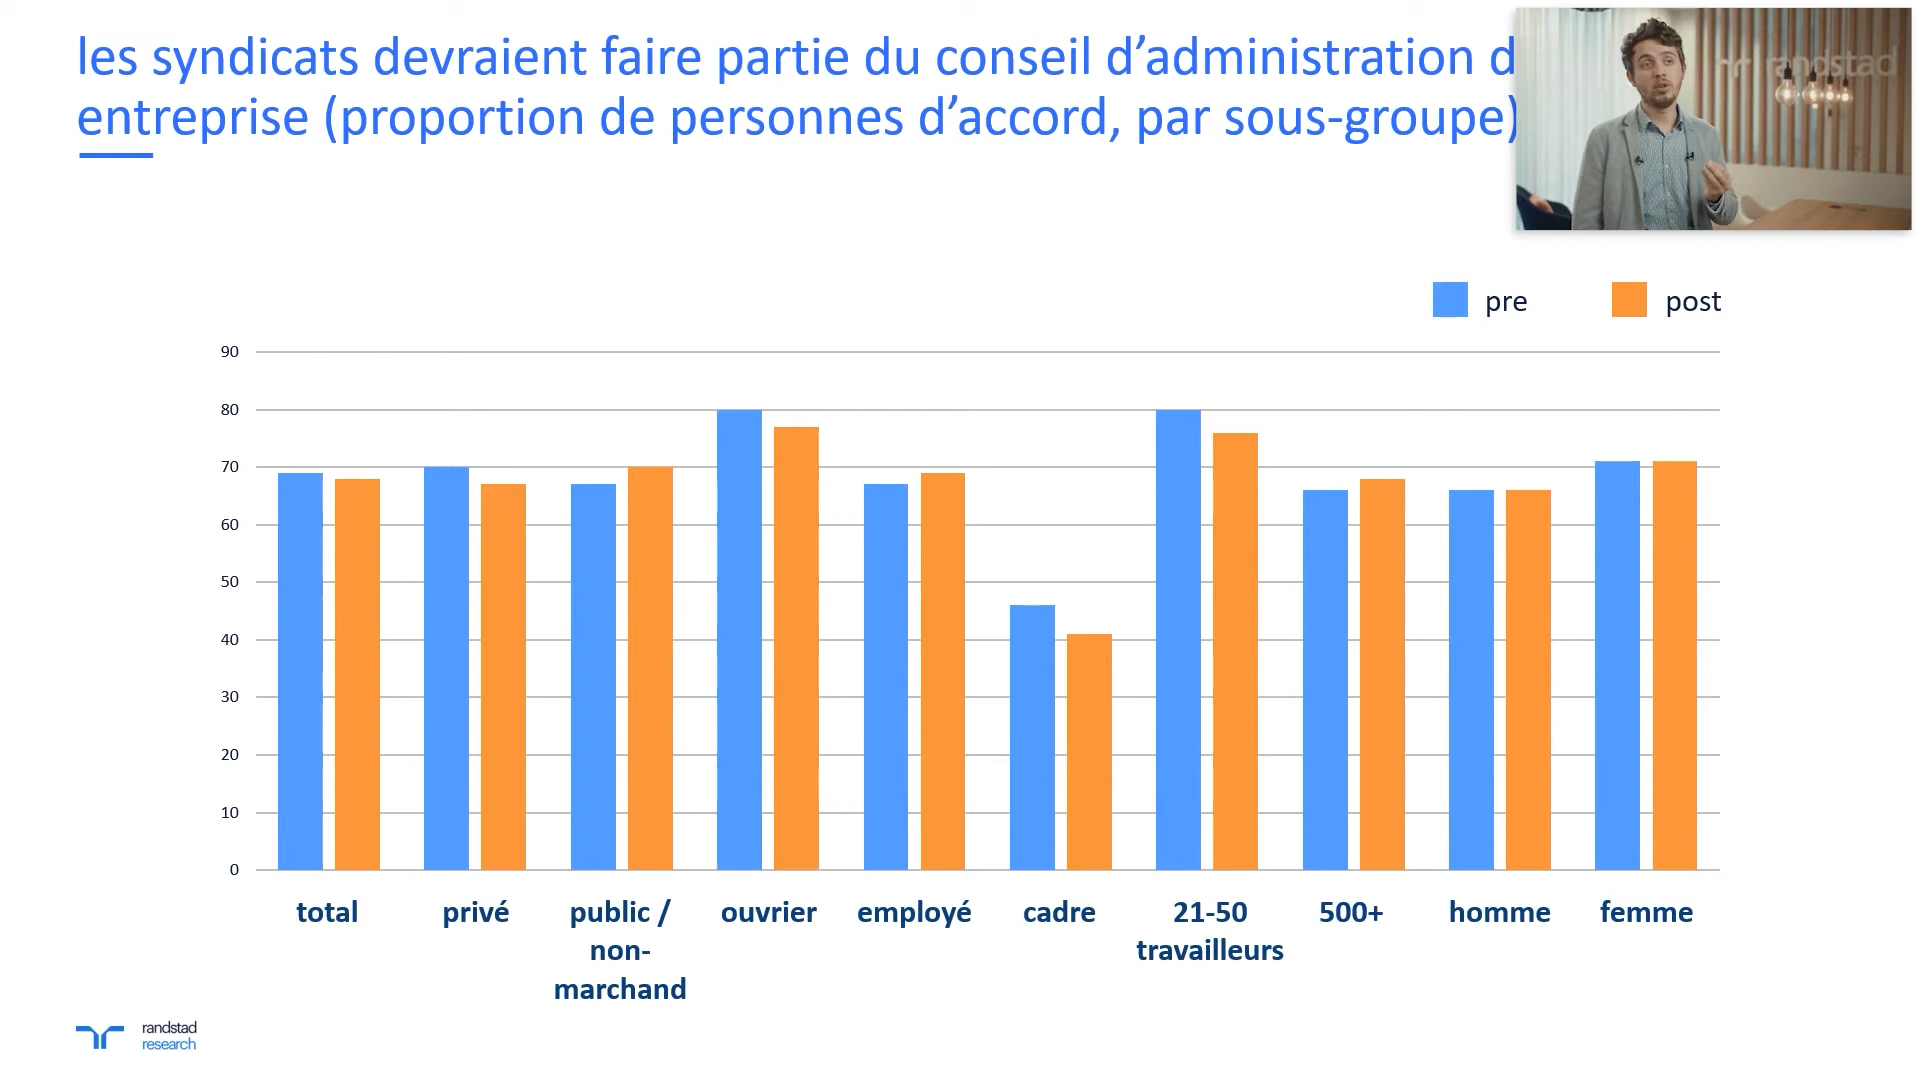 les syndicats devraient faire partie du conseil d’administration
entreprise (proportion de personnes d’accord, par sous-groupe)
randstad
pre
post
90
80
70
60
50
40
30
20
10
0
total
privé
public /
non-
marchand
ouvrier
employé
cadre
21-50
travailleurs
500+
homme
femme
randstad
research